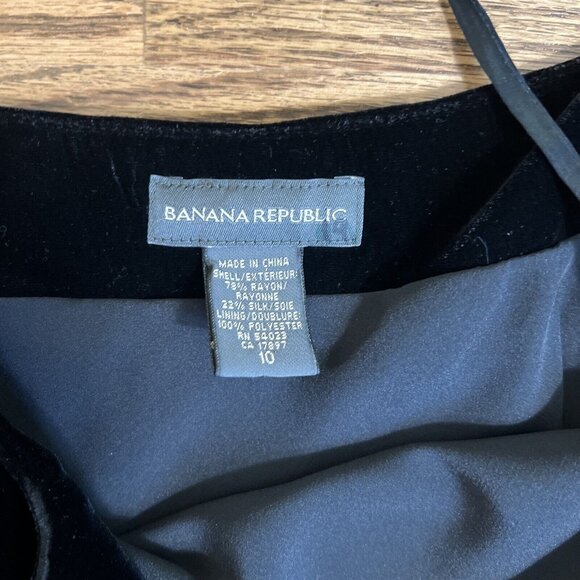 BANANA REPUBLIC
MADE IN CHINA
SHELL/EXTÉRIEUR:
78% RAYON/
RAYONNE
22% SILK/SOIE
LINING/DOUBLURE:
100% POLYESTER
RN 54023
CA 17897
10